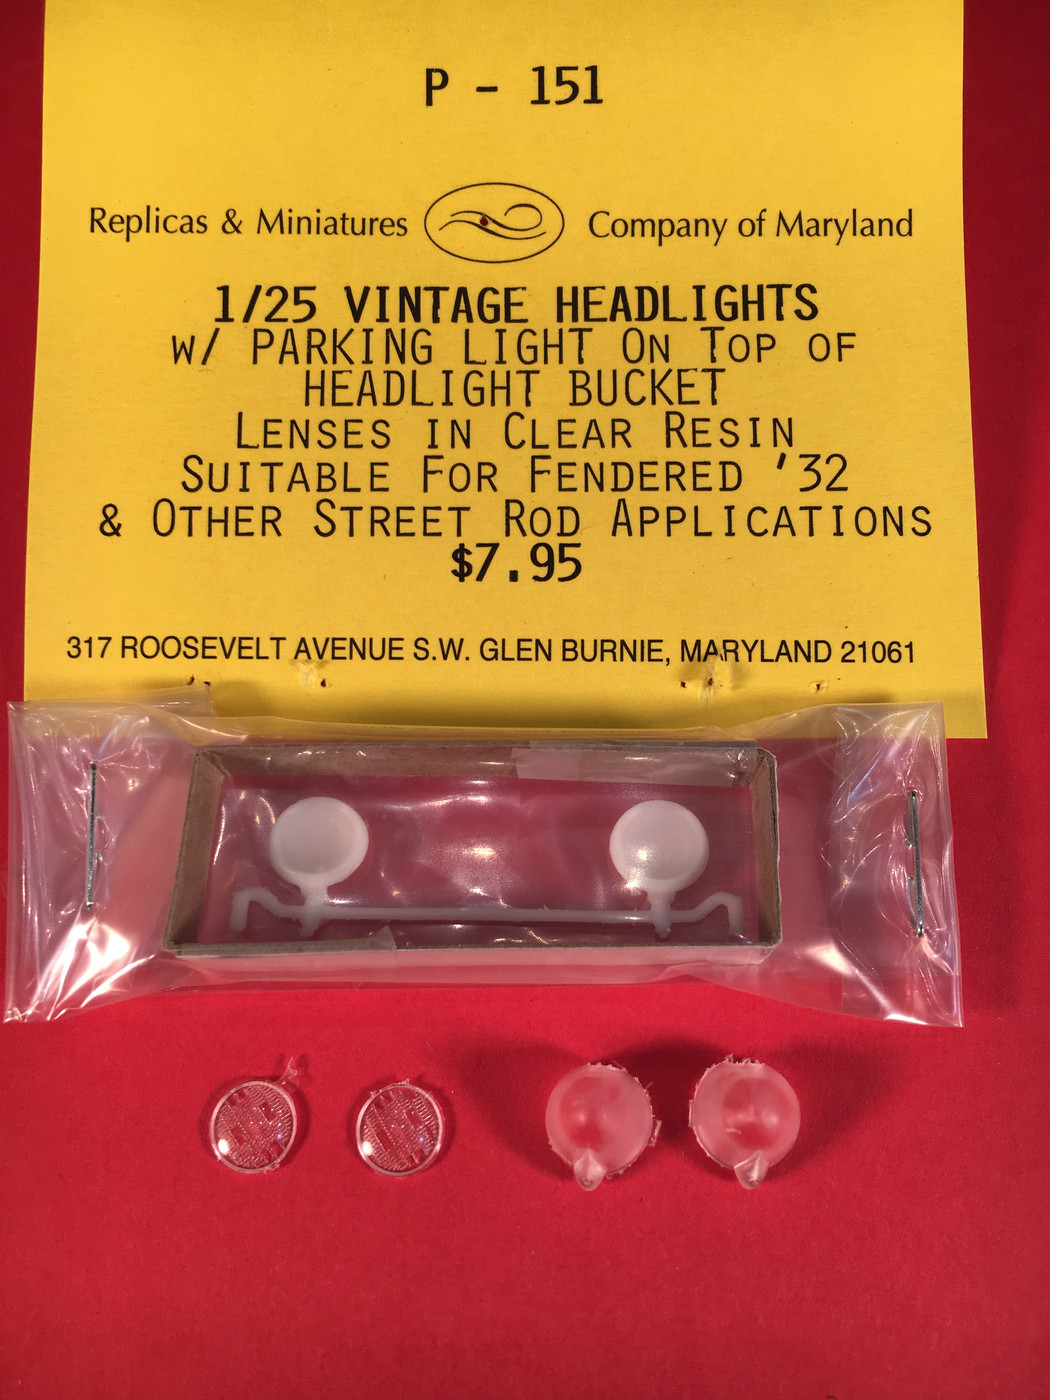 P - 151
Replicas & Miniatures Company of Maryland
1/25 VINTAGE HEADLIGHTS
W/ PARKING LIGHT ON TOP OF
HEADLIGHT BUCKET
LENSES IN CLEAR RESIN
SUITABLE FOR FENDERED '32
& OTHER STREET ROD APPLICATIONS
$7.95
317 ROOSEVELT AVENUE S.W. GLEN BURNIE, MARYLAND 21061